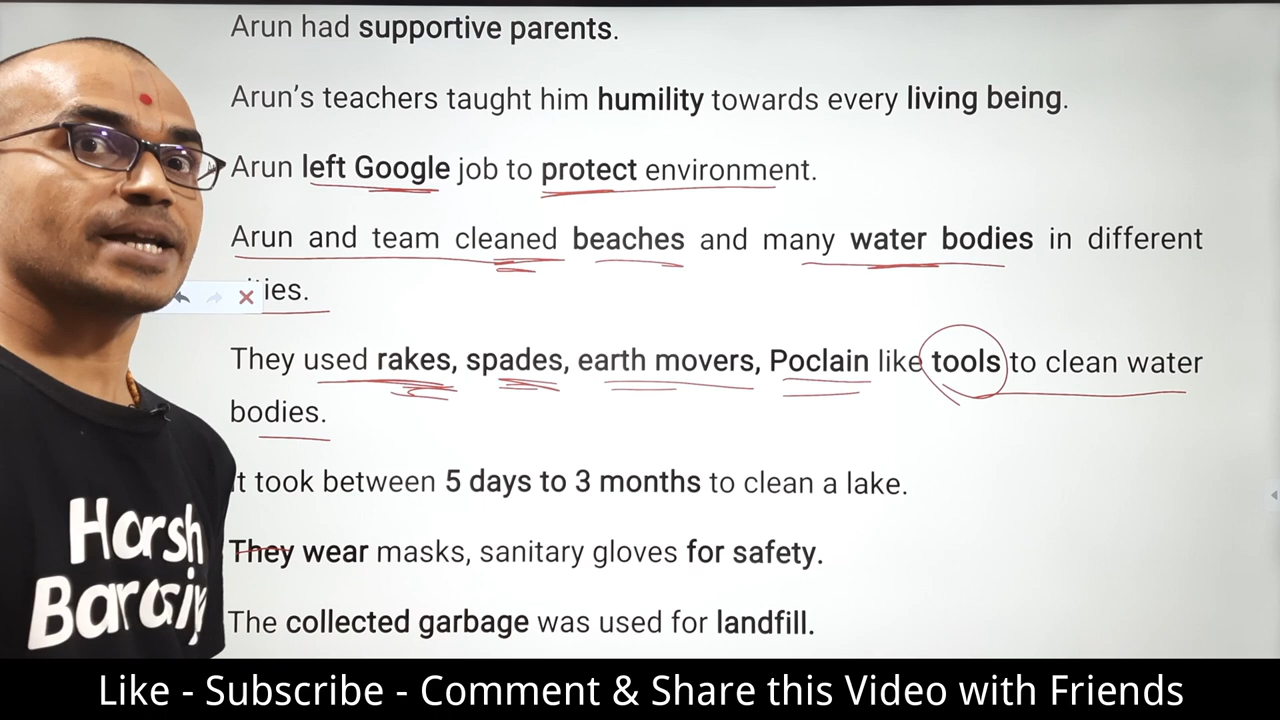 Arun had supportive parents.
Arun's teachers taught him humility towards every living being.
Arun left Google job to protect environment.
Arun and team cleaned beaches and many water bodies in different
ies.
They used rakes, spades, earth movers, Poclain like tools to clean water
bodies.
It took between 5 days to 3 months to clean a lake.
They wear masks, sanitary gloves for safety.
The collected garbage was used for landfill.
Harsh
Like - Subscribe - Comment & Share this Video with Friends